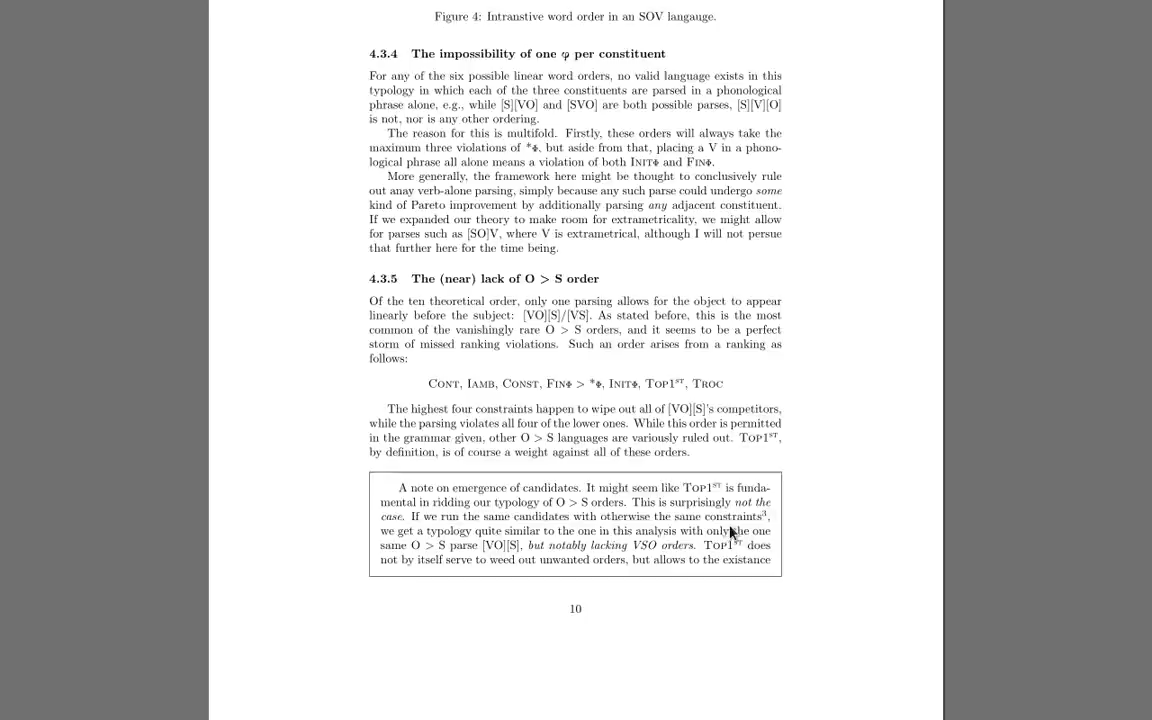 Figure 4: Intranstive word order in an SOV langauge.
4.3.4 The impossibility of one φ per constituent
For any of the six possible linear word orders, no valid language exists in this
typology in which each of the three constituents are parsed in a phonological
phrase alone, e.g., while [S][VO] and [SVO] are both possible parses, [S][V][O]
is not, nor is any other ordering.
The reason for this is multifold. Firstly, these orders will always take the
maximum three violations of *Φ, but aside from that, placing a V in a phono-
logical phrase all alone means a violation of both INITΦ and FINΦ.
More generally, the framework here might be thought to conclusively rule
out anay verb-alone parsing, simply because any such parse could undergo some
kind of Pareto improvement by additionally parsing any adjacent constituent.
If we expanded our theory to make room for extrametricality, we might allow
for parses such as [SO]V, where V is extrametrical, although I will not persue
that further here for the time being.
4.3.5 The (near) lack of O > S order
Of the ten theoretical order, only one parsing allows for the object to appear
linearly before the subject: [VO][S]/[VS]. As stated before, this is the most
common of the vanishingly rare O > S orders, and it seems to be a perfect
storm of missed ranking violations. Such an order arises from a ranking as
follows:
CONT, IAMB, CONST, FINΦ > *Φ, INITΦ, TOP1ST, TROC
The highest four constraints happen to wipe out all of [VO][S]'s competitors,
while the parsing violates all four of the lower ones. While this order is permitted
in the grammar given, other O > S languages are variously ruled out. TOP1ST,
by definition, is of course a weight against all of these orders.
A note on emergence of candidates. It might seem like TOP1ST is funda-
mental in ridding our typology of O > S orders. This is surprisingly not the
case. If we run the same candidates with otherwise the same constraints3,
we get a typology quite similar to the one in this analysis with only the one
same O > S parse [VO][S], but notably lacking VSO orders. TOP1ST does
not by itself serve to weed out unwanted orders, but allows to the existance
10